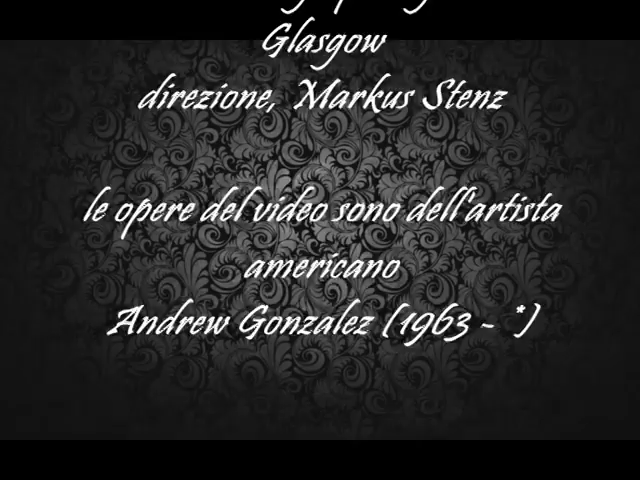 Glasgow
direzione, Markus Stenz
le opere del video sono dell'artista
americano
Andrew Gonzalez (1963 - *)